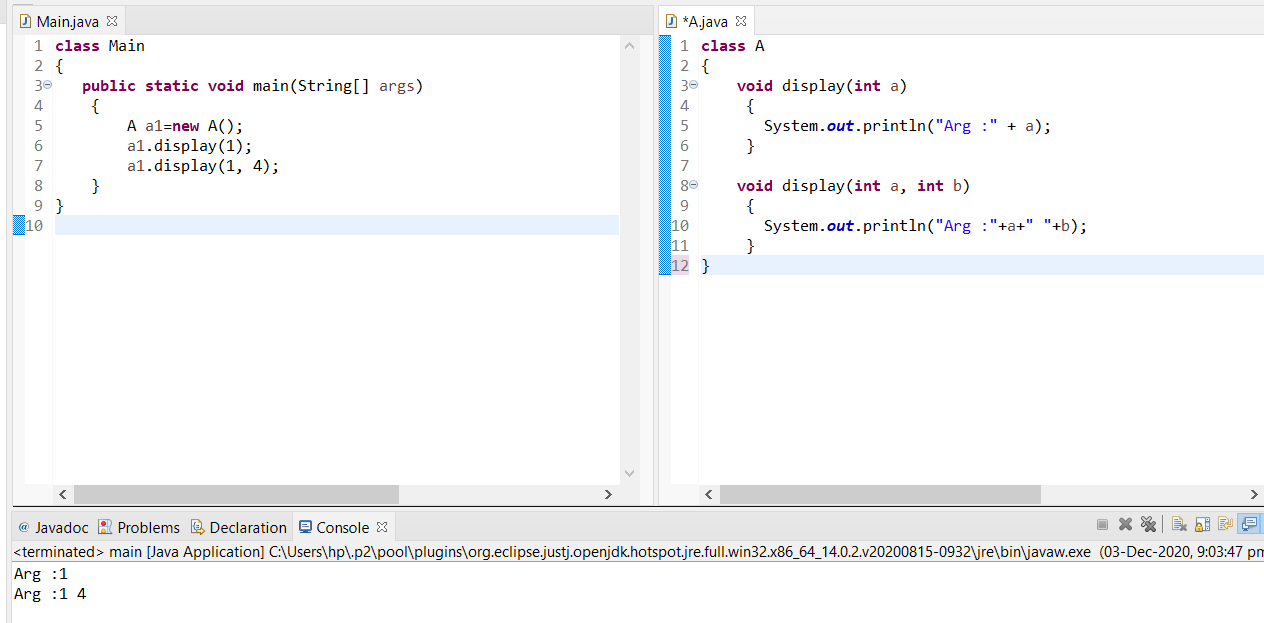 Main.java
1 class Main
2 {
3 public static void main(String[] args)
4 {
5 A a1=new A();
6 a1.display(1);
7 a1.display(1, 4);
8 }
9 }
10
*A.java
1 class A
2 {
3 void display(int a)
4 {
5 System.out.println("Arg :" + a);
6 }
7
8 void display(int a, int b)
9 {
10 System.out.println("Arg :"+a+" "+b);
11 }
12 }
@ Javadoc Problems Declaration Console
<terminated> main [Java Application] C:\Users\hp\.p2\pool\plugins\org.eclipse.justj.openjdk.hotspot.jre.full.win32.x86_64_14.0.2.v20200815-0932\jre\bin\javaw.exe (03-Dec-2020, 9:03:47 pm
Arg :1
Arg :1 4